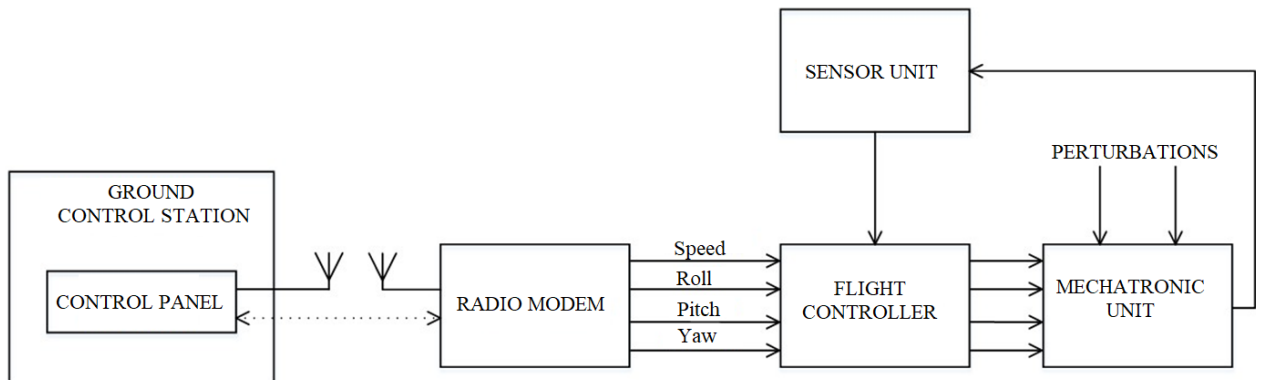 SENSOR UNIT
PERTURBATIONS
GROUND
CONTROL STATION
CONTROL PANEL
RADIO MODEM
Speed
Roll
Pitch
Yaw
FLIGHT
CONTROLLER
MECHATRONIC
UNIT